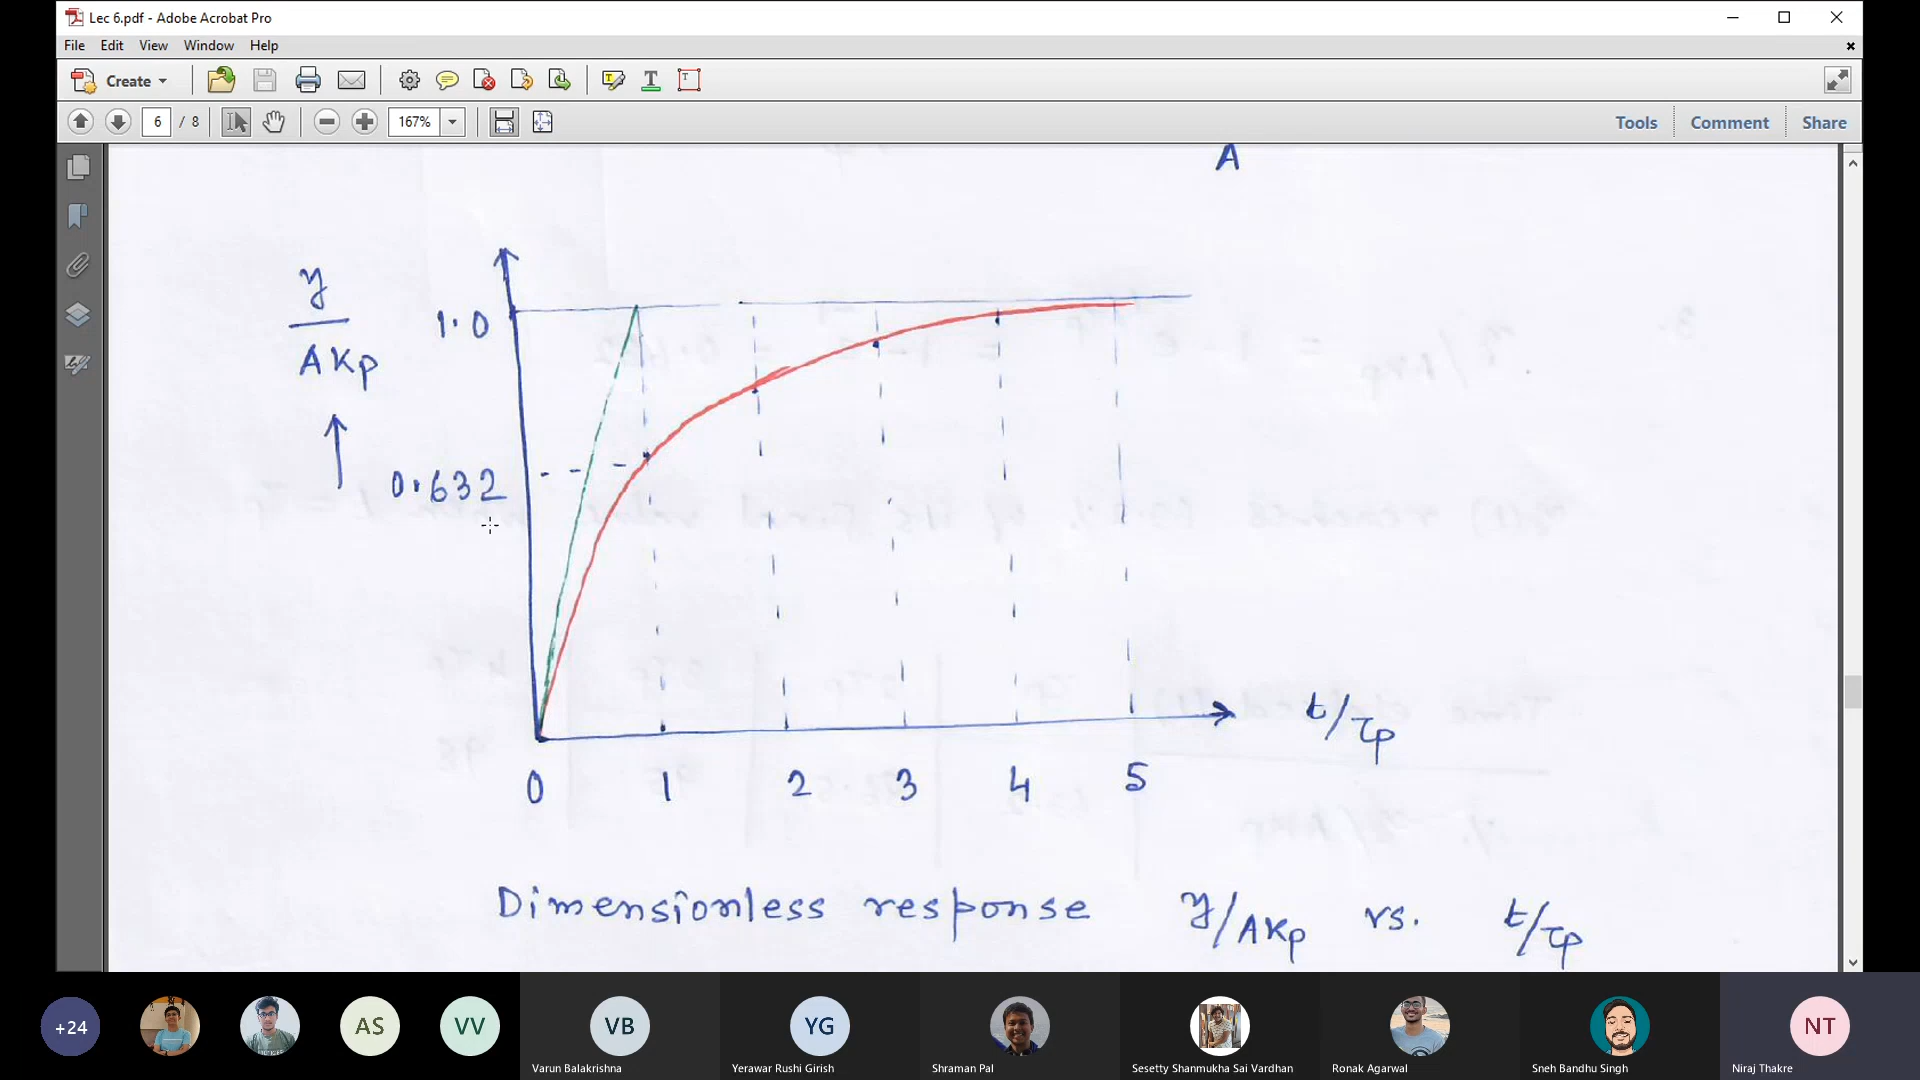 Lec 6.pdf - Adobe Acrobat Pro
File Edit View Window Help
Create
6 / 8 167% Tools Comment Share
A
y
AKp
1.0
0.632
t/τp
0 1 2 3 4 5
Dimensionless response y/AKp vs. t/τp
+24 AS VV VB YG NT
Varun Balakrishna Yerawar Rushi Girish Shraman Pal Sesetty Shanmukha Sai Vardhan Ronak Agarwal Sneh Bandhu Singh Niraj Thakre